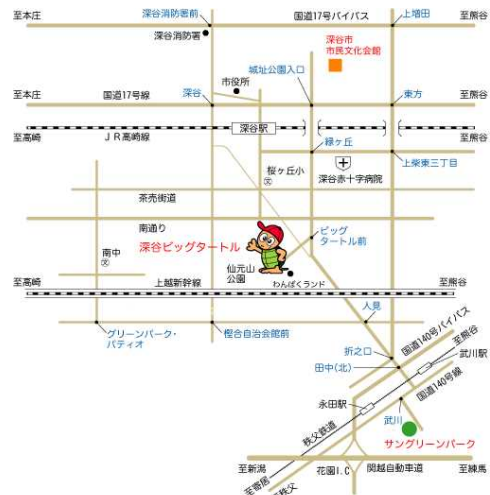 至本庄
深谷消防署前
国道17号バイパス
上増田
至熊谷
深谷消防署
深谷市
市民文化会館
市役所
城址公園入口
至本庄
国道17号線
深谷
東方
至熊谷
深谷駅
至高崎
JR高崎線
至熊谷
緑ヶ丘
上柴東三丁目
桜ヶ丘小
文
深谷赤十字病院
茶売街道
南通り
深谷ビッグタートル
ビッグ
タートル前
南中
文
仙元山
公園
わんぱくランド
至高崎
上越新幹線
至熊谷
人見
グリーンパーク・
パティオ
樫合自治会館前
国道140号バイパス
至熊谷
折之口
武川駅
田中(北)
国道140号線
永田駅
武川
秩父鉄道
サングリーンパーク
至新潟
花園I.C
関越自動車道
至練馬
至寄居
至秩父